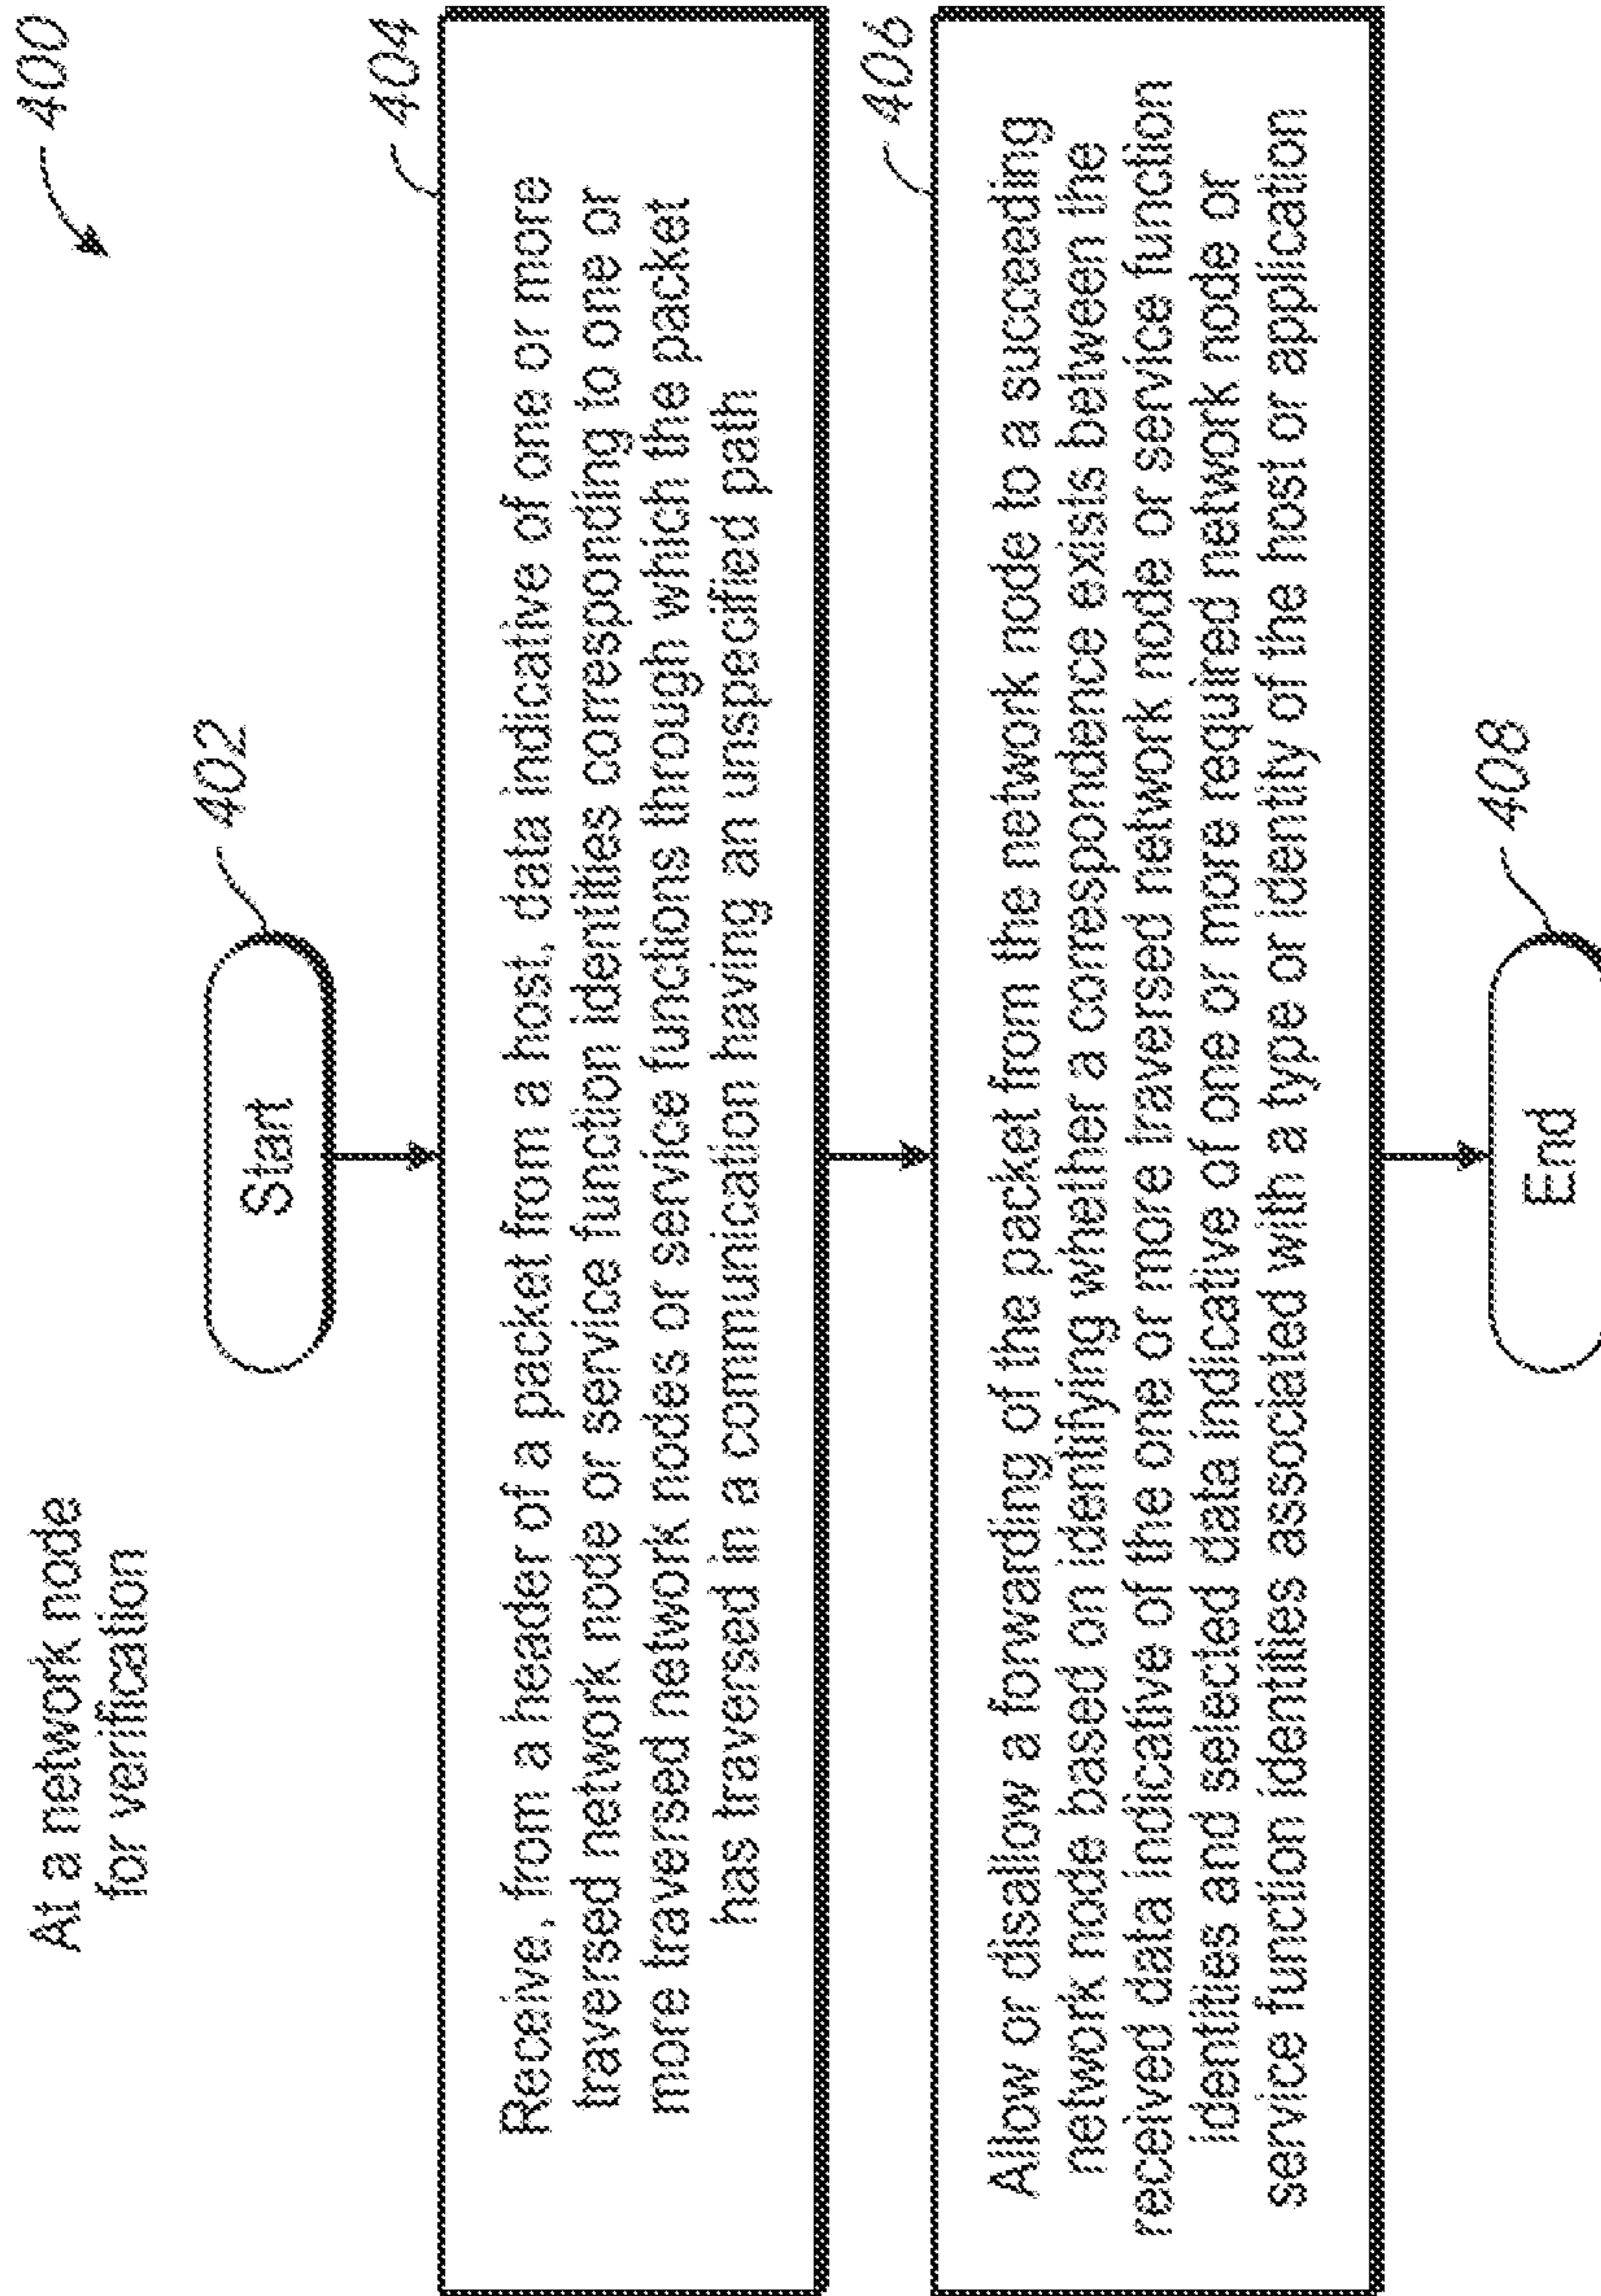 400
At a network node
for verification
402
Start
404
Receive, from a header of a packet from a host, data indicative of one or more
traversed network node or service function identities corresponding to one or
more traversed network nodes or service functions through which the packet
has traversed in a communication having an unspecified path
406
Allow or disallow a forwarding of the packet from the network node to a succeeding
network node based on identifying whether a correspondence exists between the
received data indicative of the one or more traversed network node or service function
identities and selected data indicative of one or more required network node or
service function identities associated with a type or identity of the host or application
408
End